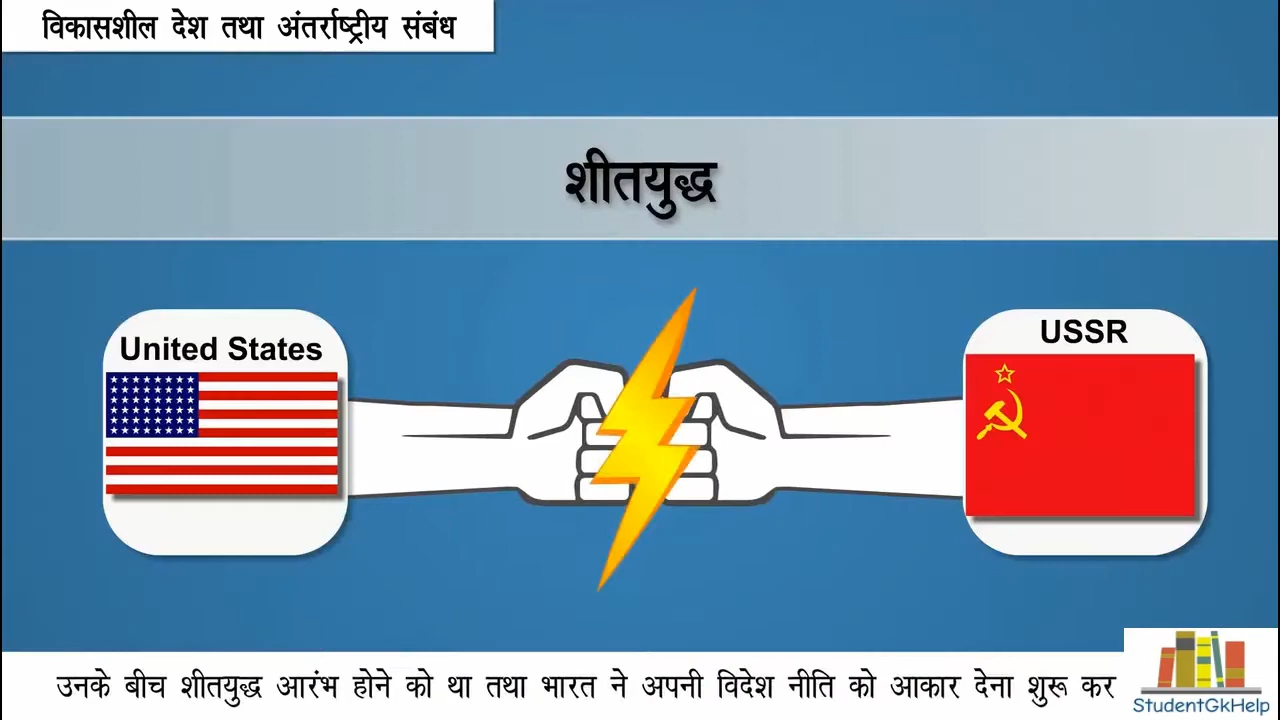 विकासशील देश तथा अंतर्राष्ट्रीय संबंध
शीतयुद्ध
United States
USSR
उनके बीच शीतयुद्ध आरंभ होने को था तथा भारत ने अपनी विदेश नीति को आकार देना शुरू कर
StudentGkHelp